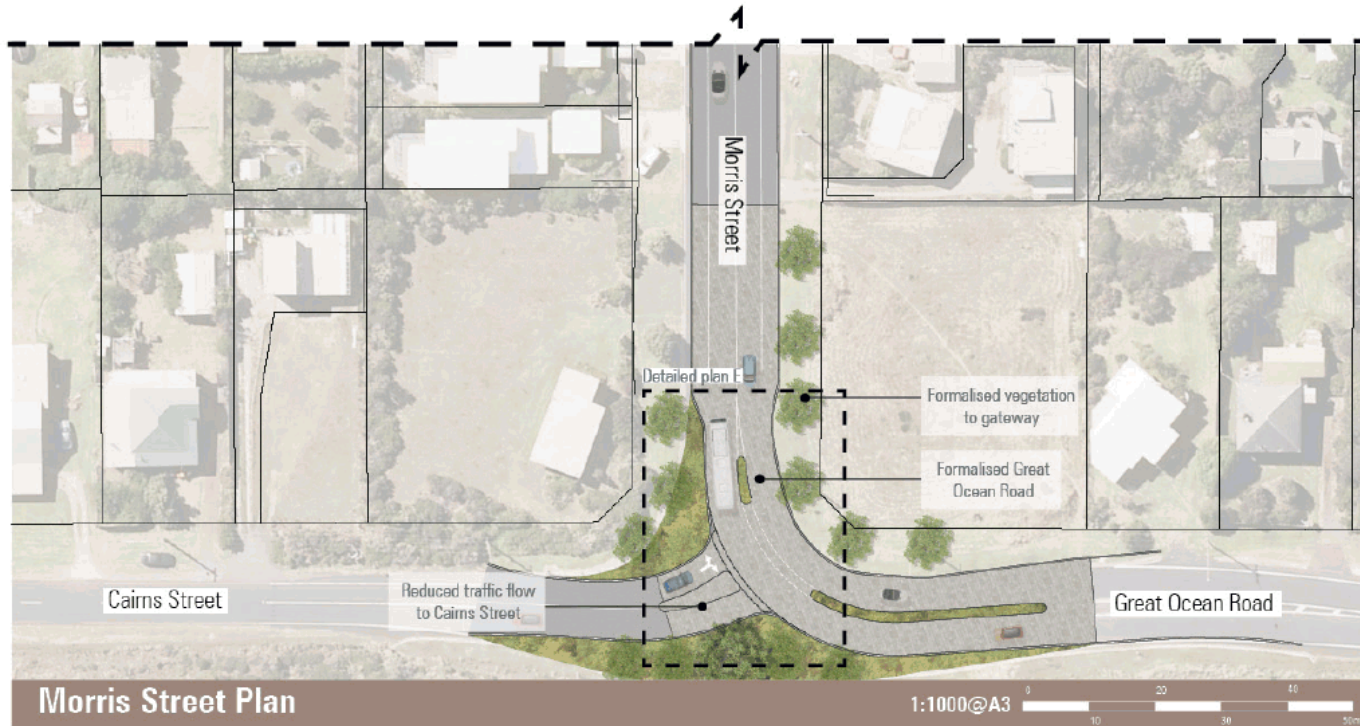 1
Morris Street
Detailed plan E
Formalised vegetation
to gateway
Formalised Great
Ocean Road
Reduced traffic flow
to Cairns Street
Cairns Street
Great Ocean Road
Morris Street Plan
1:1000@A3
0 20 40
10 30 50m